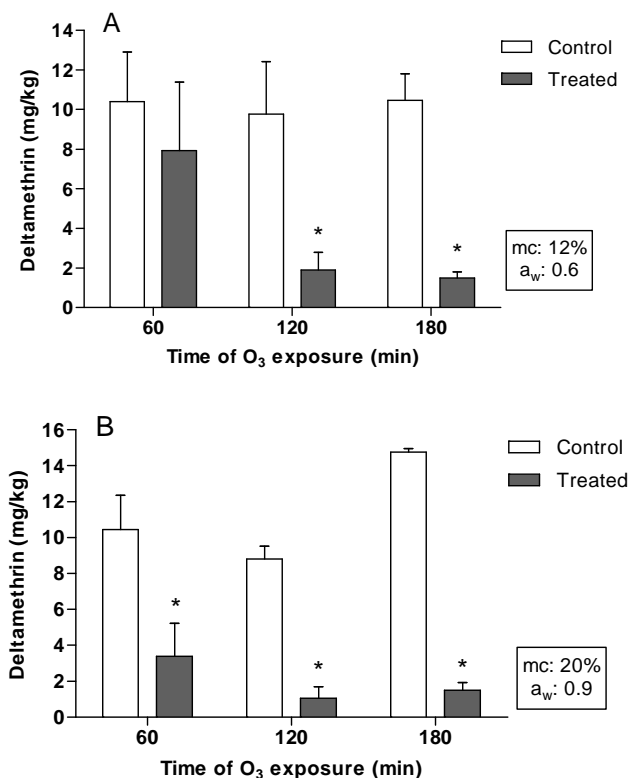 A
14
12
10
8
6
4
2
0
Deltamethrin (mg/kg)
Control
Treated
*
*
mc: 12%
a_w: 0.6
60 120 180
Time of O₃ exposure (min)
B
16
14
12
10
8
6
4
2
0
Deltamethrin (mg/kg)
Control
Treated
*
*
*
mc: 20%
a_w: 0.9
60 120 180
Time of O₃ exposure (min)